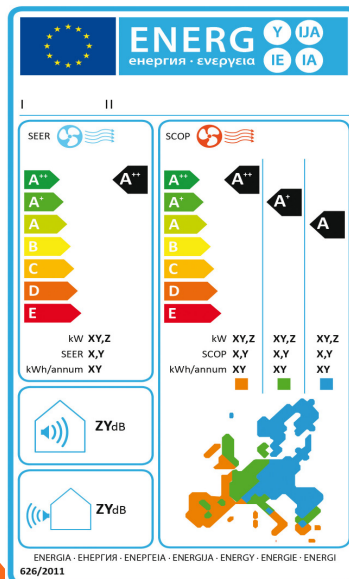 ENERG Y IJA
енергия · ενεργεια IE IA
I II
SEER
SCOP
A++ A++ A++ A++
A+ A+ A+
A A A
B B
C C
D D
E E
kW XY,Z kW XY,Z XY,Z XY,Z
SEER X,Y SCOP X,Y X,Y X,Y
kWh/annum XY kWh/annum XY XY XY
ZYdB
ZYdB
ENERGIA · ЕНЕРГИЯ · ΕΝΕΡΓΕΙΑ · ENERGIJA · ENERGY · ENERGIE · ENERGI
626/2011